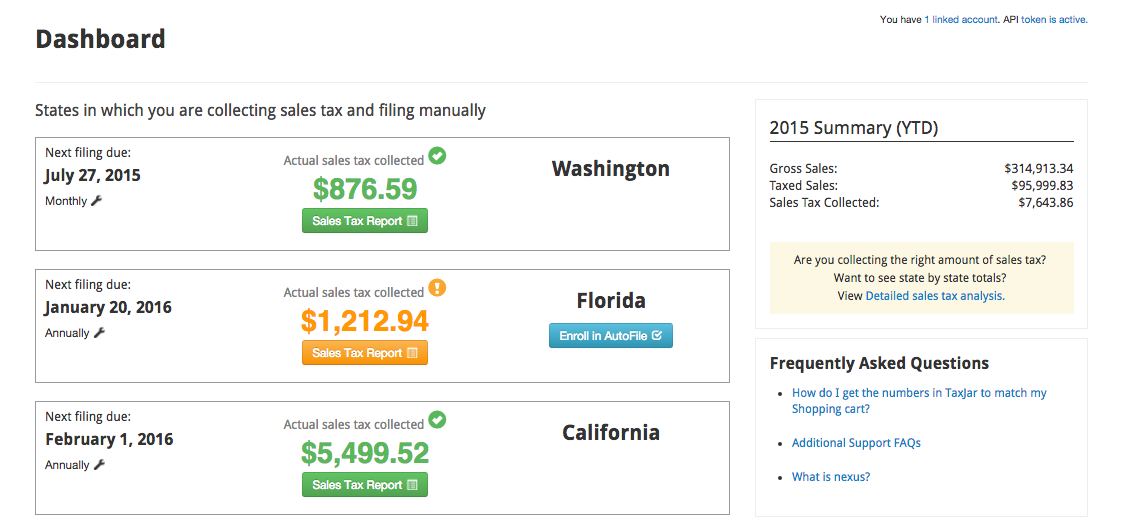 You have 1 linked account. API token is active.
Dashboard
States in which you are collecting sales tax and filing manually
Next filing due:
July 27, 2015
Monthly
Actual sales tax collected
$876.59
Sales Tax Report
Washington
Next filing due:
January 20, 2016
Annually
Actual sales tax collected
$1,212.94
Sales Tax Report
Florida
Enroll in AutoFile
Next filing due:
February 1, 2016
Annually
Actual sales tax collected
$5,499.52
Sales Tax Report
California
2015 Summary (YTD)
Gross Sales: $314,913.34
Taxed Sales: $95,999.83
Sales Tax Collected: $7,643.86
Are you collecting the right amount of sales tax?
Want to see state by state totals?
View Detailed sales tax analysis.
Frequently Asked Questions
How do I get the numbers in TaxJar to match my
Shopping cart?
Additional Support FAQs
What is nexus?